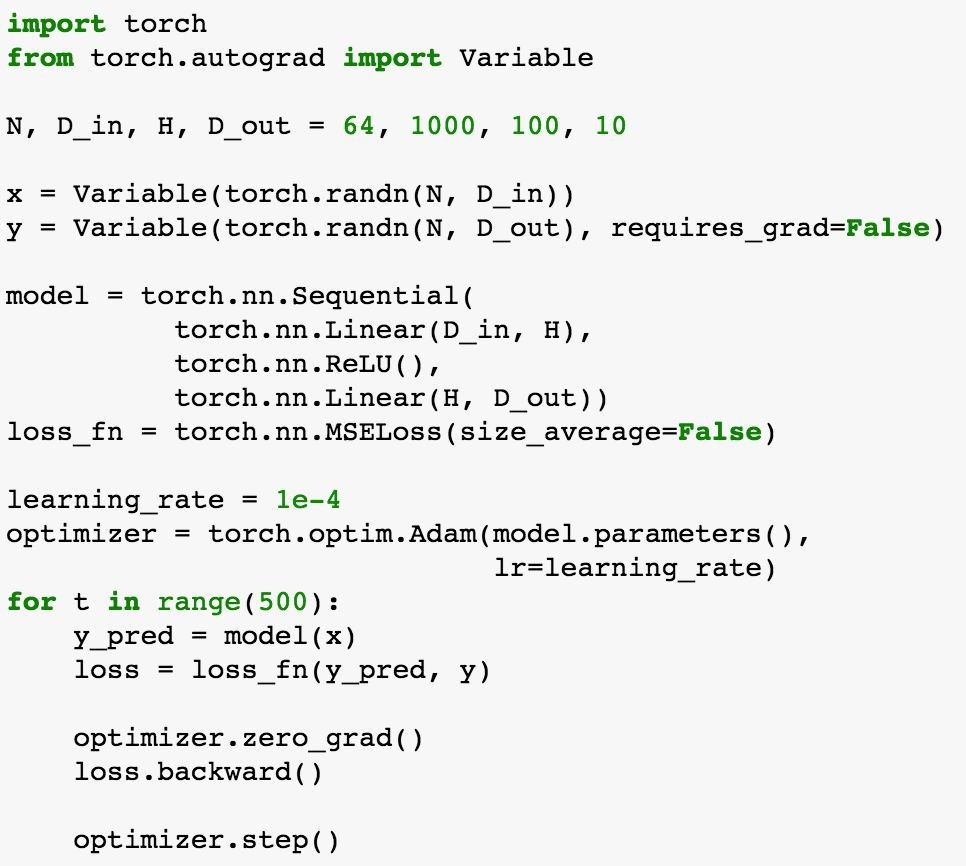 import torch
from torch.autograd import Variable
N, D_in, H, D_out = 64, 1000, 100, 10
x = Variable(torch.randn(N, D_in))
y = Variable(torch.randn(N, D_out), requires_grad=False)
model = torch.nn.Sequential(
torch.nn.Linear(D_in, H),
torch.nn.ReLU(),
torch.nn.Linear(H, D_out))
loss_fn = torch.nn.MSELoss(size_average=False)
learning_rate = 1e-4
optimizer = torch.optim.Adam(model.parameters(),
lr=learning_rate)
for t in range(500):
y_pred = model(x)
loss = loss_fn(y_pred, y)
optimizer.zero_grad()
loss.backward()
optimizer.step()